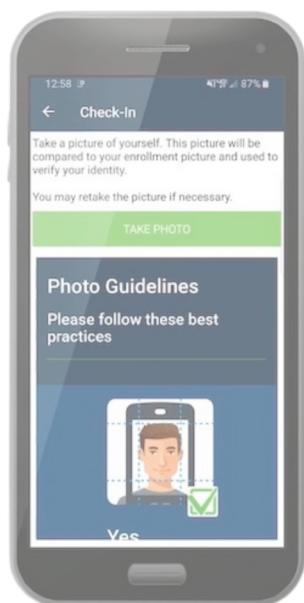 12:58
87%
← Check-In
Take a picture of yourself. This picture will be
compared to your enrollment picture and used to
verify your identity.
You may retake the picture if necessary.
TAKE PHOTO
Photo Guidelines
Please follow these best
practices
Yes